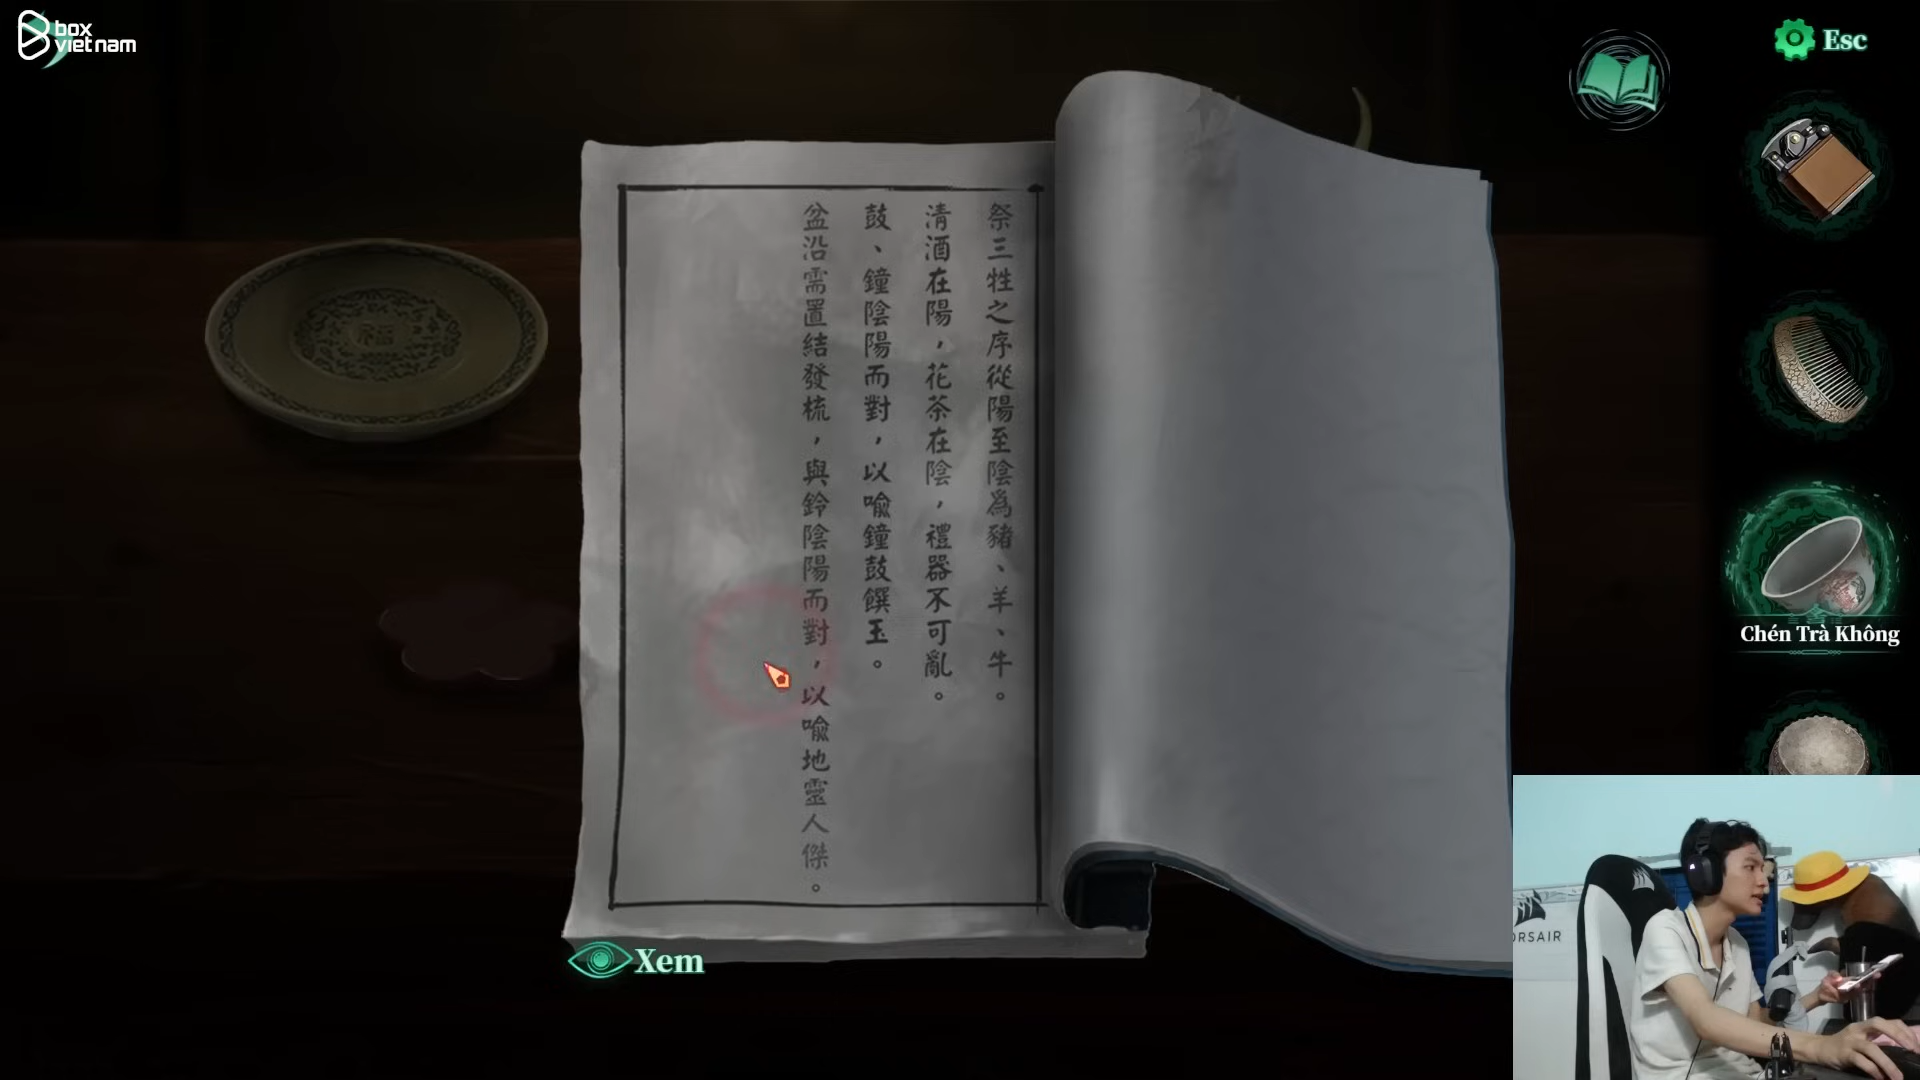 box
vietnam
Esc
祭三牲之序從陽至陰爲豬、羊、牛。
清酒在陽，花茶在陰，禮器不可亂。
鼓、鐘陰陽而對，以喻鐘鼓饌玉。
盆沿需置結發梳，與鈴陰陽而對，以喻地靈人傑。
Chén Trà Không
Xem
ORSAIR